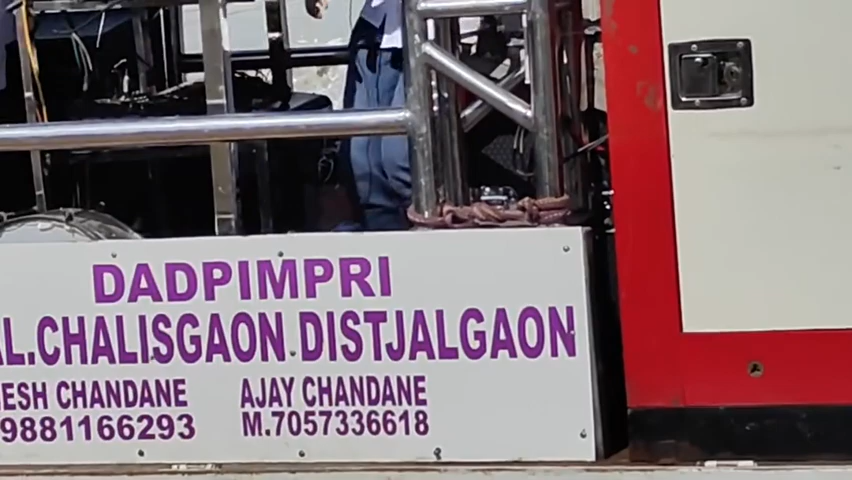 DADPIMPRI
AL.CHALISGAON,DISTJALGAON
ESH CHANDANE AJAY CHANDANE
9881166293 M.7057336618